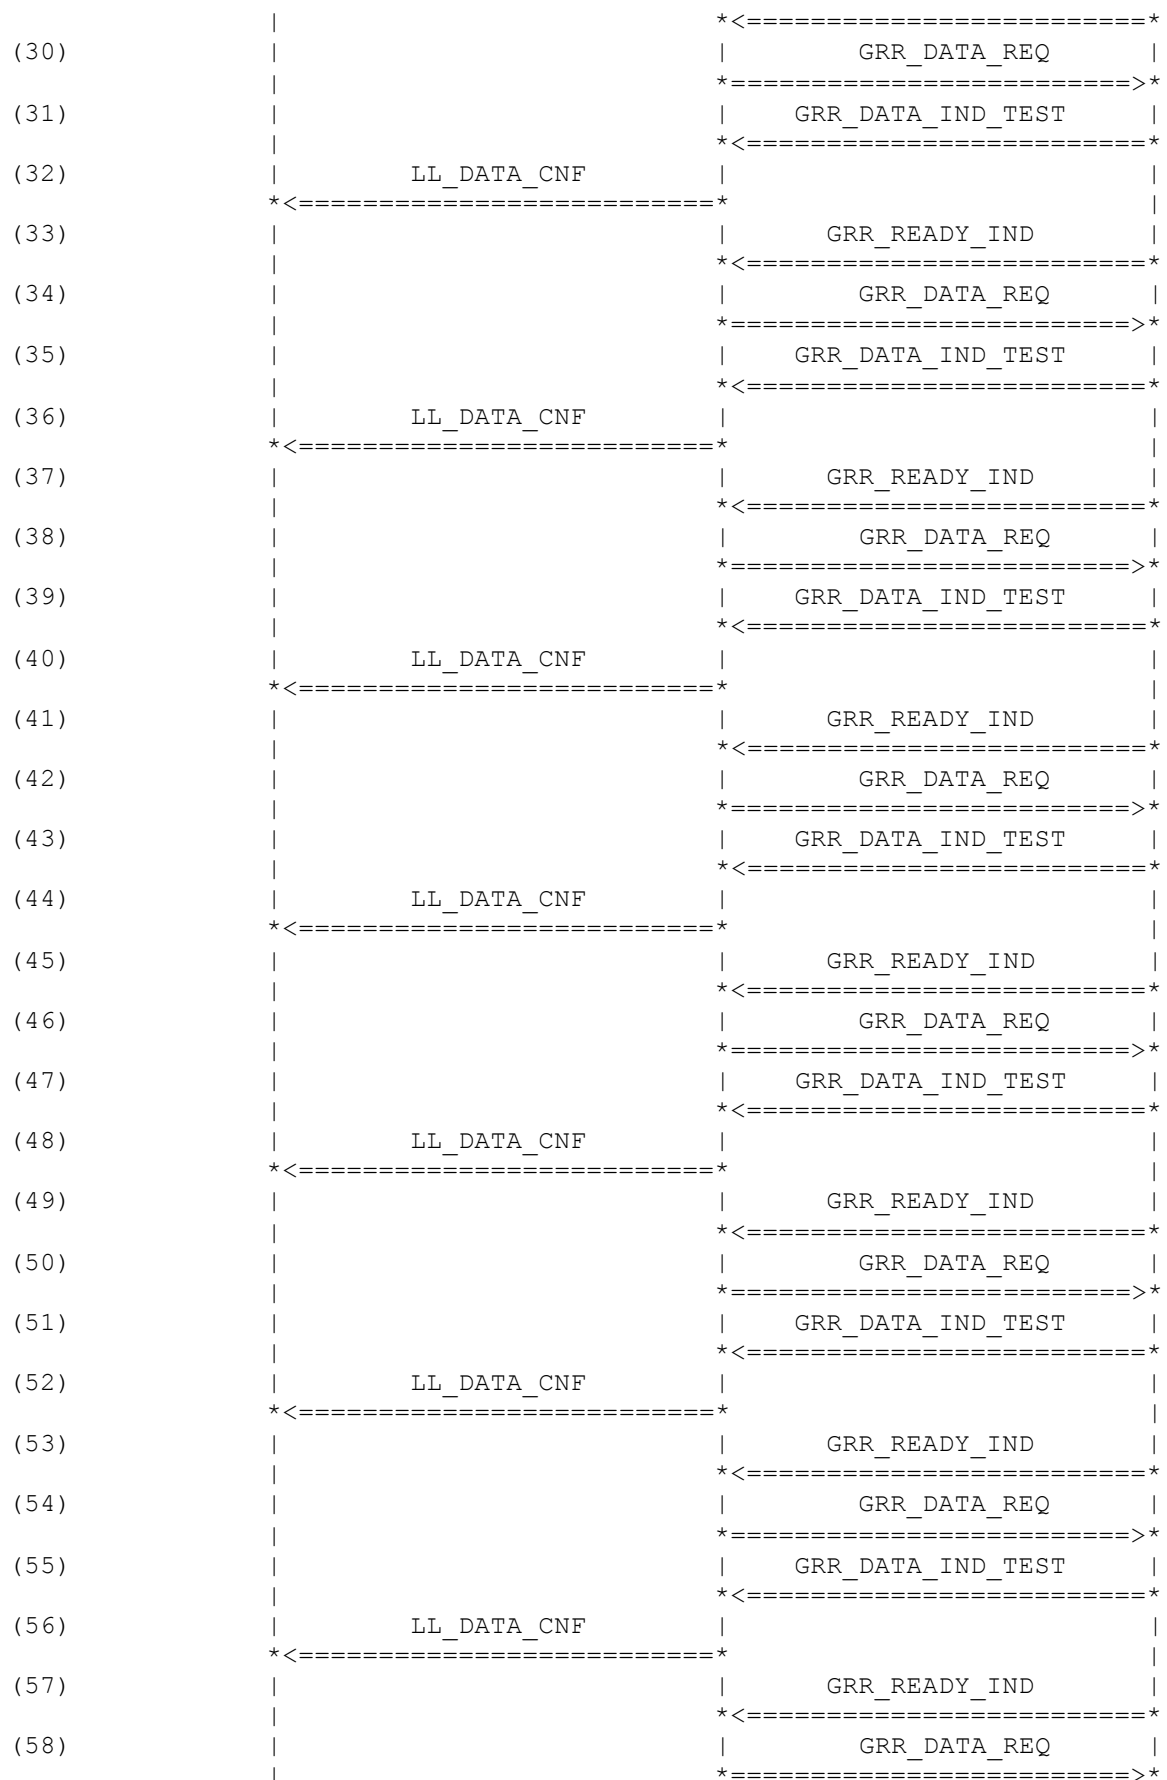 |                           *<=========================*
(30)             |                           |        GRR_DATA_REQ      |
|                           *=========================>*
(31)             |                           |    GRR_DATA_IND_TEST     |
|                           *<=========================*
(32)             |        LL_DATA_CNF        |                          |
*<==========================*                          |
(33)             |                           |      GRR_READY_IND       |
|                           *<=========================*
(34)             |                           |        GRR_DATA_REQ      |
|                           *=========================>*
(35)             |                           |    GRR_DATA_IND_TEST     |
|                           *<=========================*
(36)             |        LL_DATA_CNF        |                          |
*<==========================*                          |
(37)             |                           |      GRR_READY_IND       |
|                           *<=========================*
(38)             |                           |        GRR_DATA_REQ      |
|                           *=========================>*
(39)             |                           |    GRR_DATA_IND_TEST     |
|                           *<=========================*
(40)             |        LL_DATA_CNF        |                          |
*<==========================*                          |
(41)             |                           |      GRR_READY_IND       |
|                           *<=========================*
(42)             |                           |        GRR_DATA_REQ      |
|                           *=========================>*
(43)             |                           |    GRR_DATA_IND_TEST     |
|                           *<=========================*
(44)             |        LL_DATA_CNF        |                          |
*<==========================*                          |
(45)             |                           |      GRR_READY_IND       |
|                           *<=========================*
(46)             |                           |        GRR_DATA_REQ      |
|                           *=========================>*
(47)             |                           |    GRR_DATA_IND_TEST     |
|                           *<=========================*
(48)             |        LL_DATA_CNF        |                          |
*<==========================*                          |
(49)             |                           |      GRR_READY_IND       |
|                           *<=========================*
(50)             |                           |        GRR_DATA_REQ      |
|                           *=========================>*
(51)             |                           |    GRR_DATA_IND_TEST     |
|                           *<=========================*
(52)             |        LL_DATA_CNF        |                          |
*<==========================*                          |
(53)             |                           |      GRR_READY_IND       |
|                           *<=========================*
(54)             |                           |        GRR_DATA_REQ      |
|                           *=========================>*
(55)             |                           |    GRR_DATA_IND_TEST     |
|                           *<=========================*
(56)             |        LL_DATA_CNF        |                          |
*<==========================*                          |
(57)             |                           |      GRR_READY_IND       |
|                           *<=========================*
(58)             |                           |        GRR_DATA_REQ      |
|                           *=========================>*